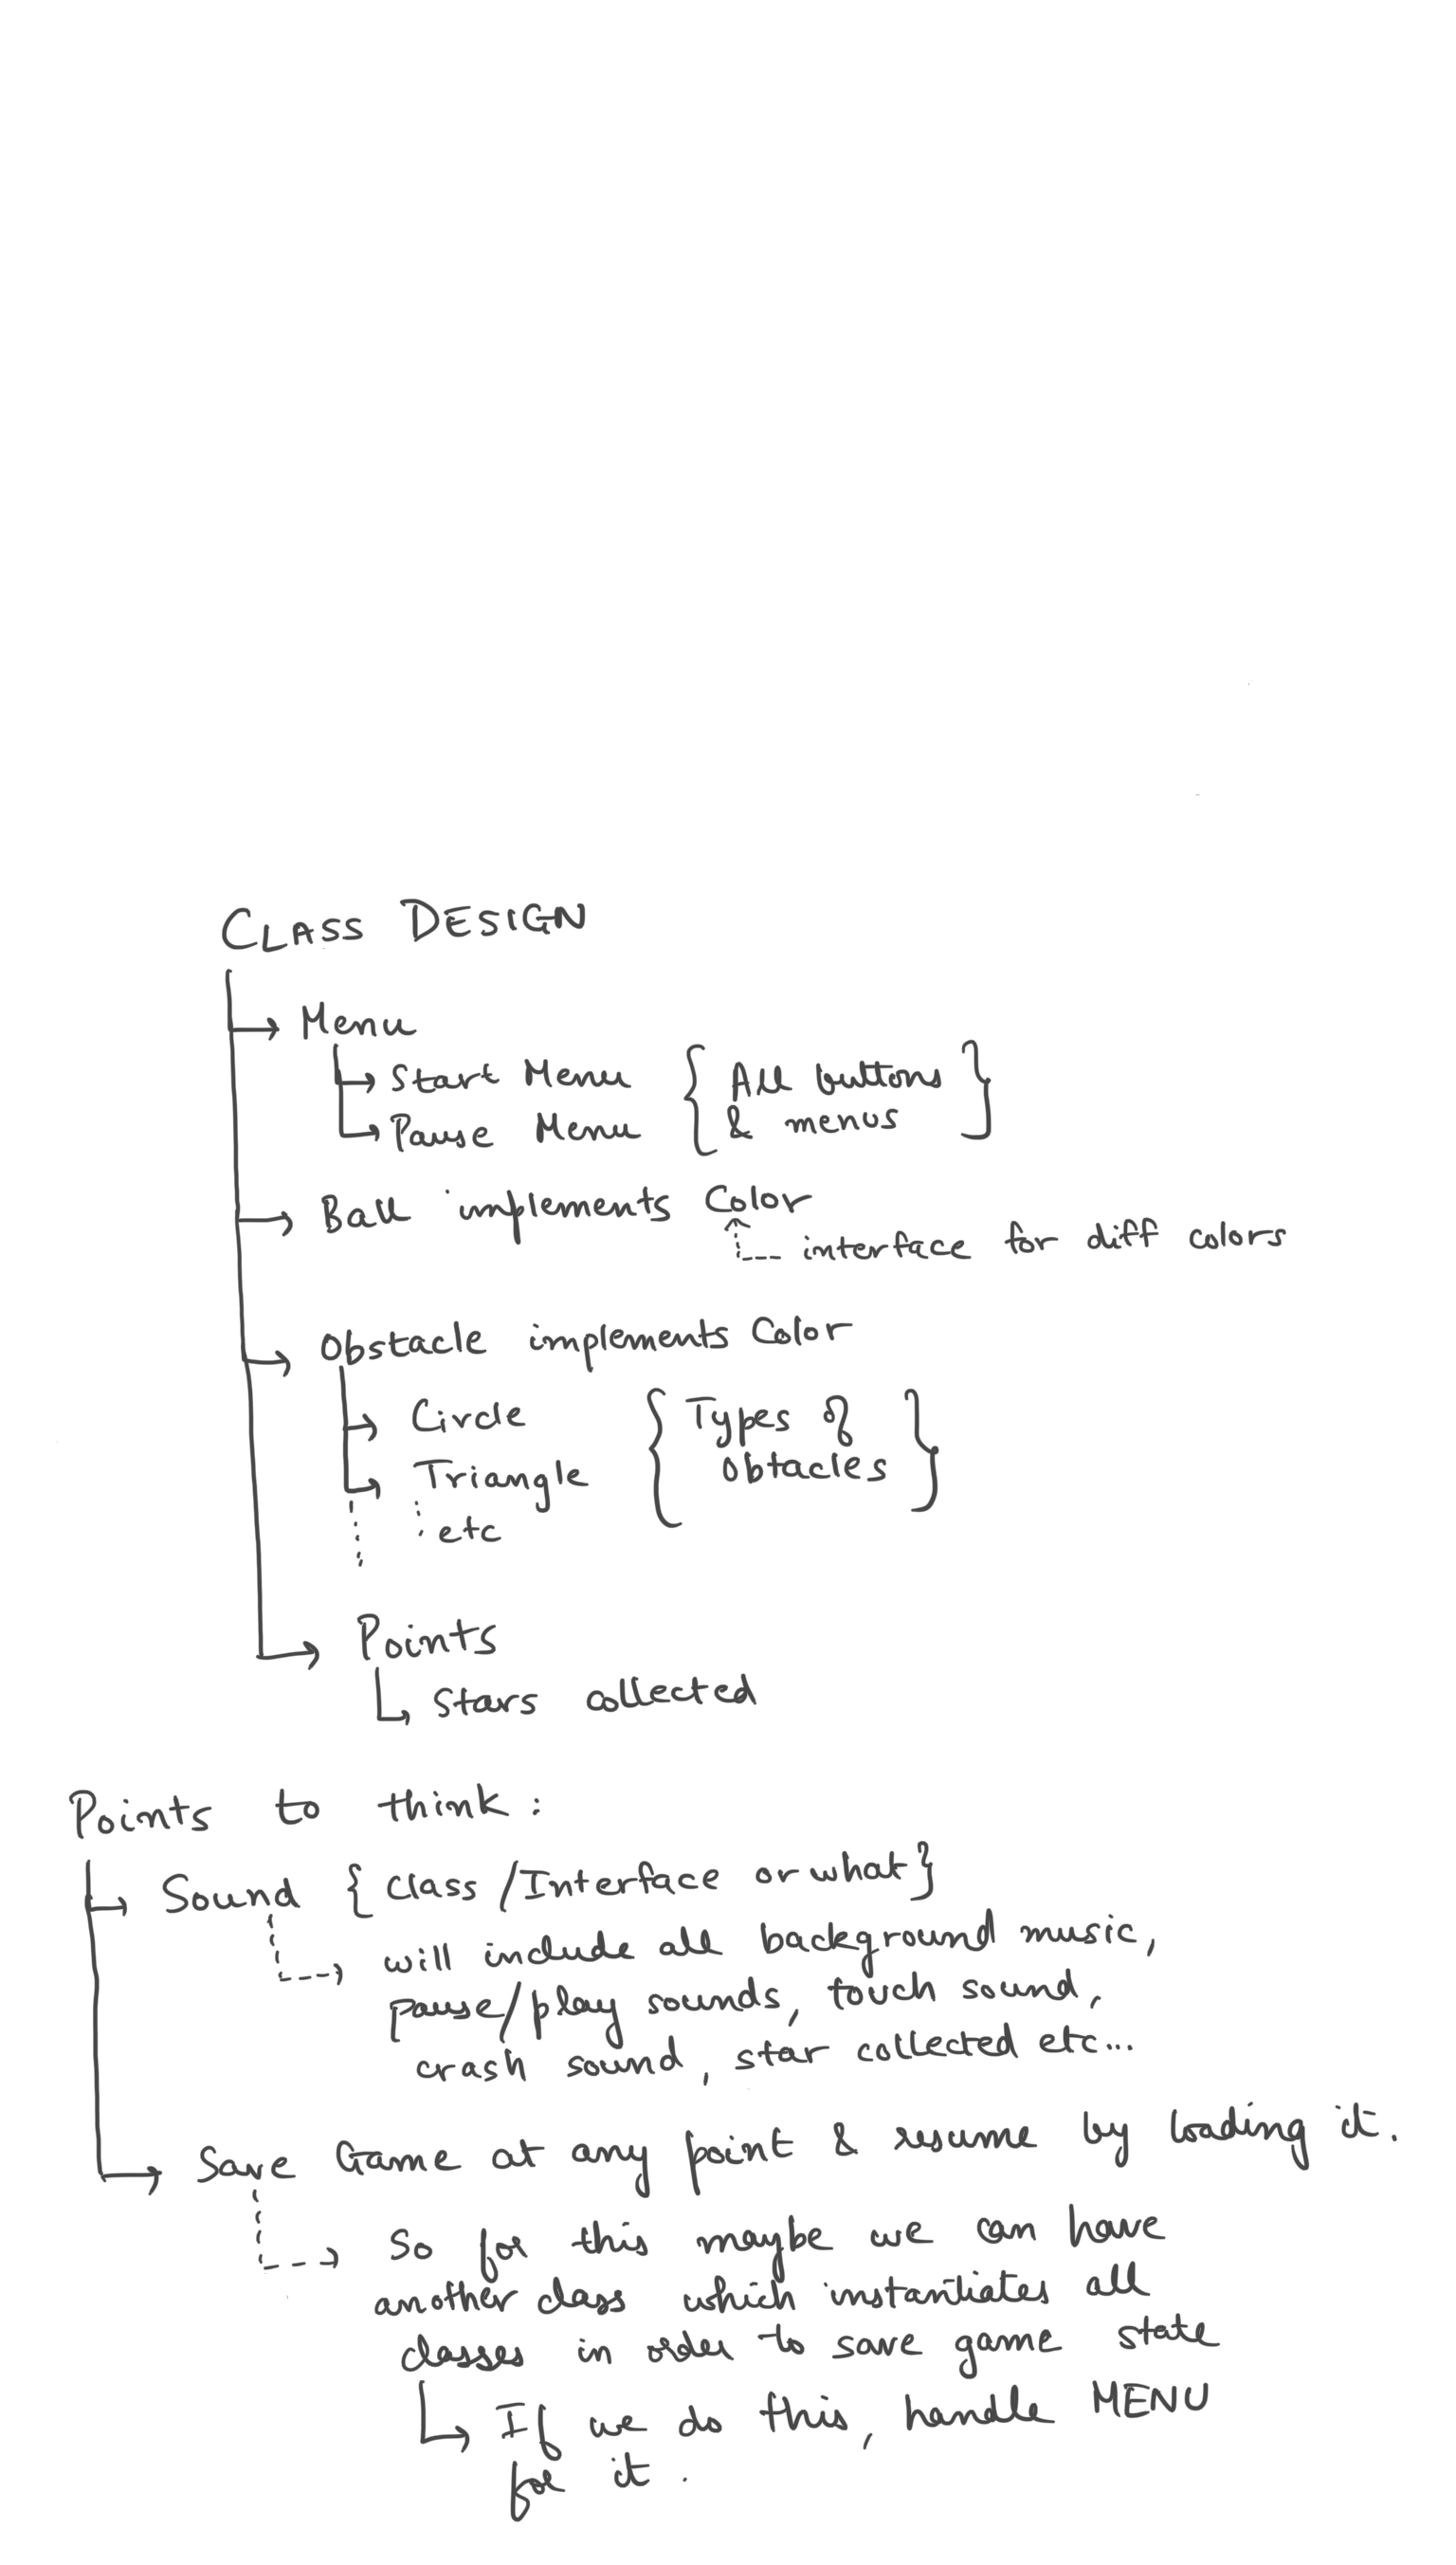 CLASS DESIGN
Menu
Start Menu { All buttons
Pause Menu & menus }
Ball implements Color
interface for diff colors
Obstacle implements Color
Circle { Types of
Triangle obstacles }
etc
Points
Stars collected
Points to think :
Sound { Class/Interface or what }
will include all background music,
pause/play sounds, touch sound,
crash sound, star collected etc...
Save Game at any point & resume by loading it.
So for this maybe we can have
another class which instantiates all
classes in order to save game state
If we do this, handle MENU
for it.